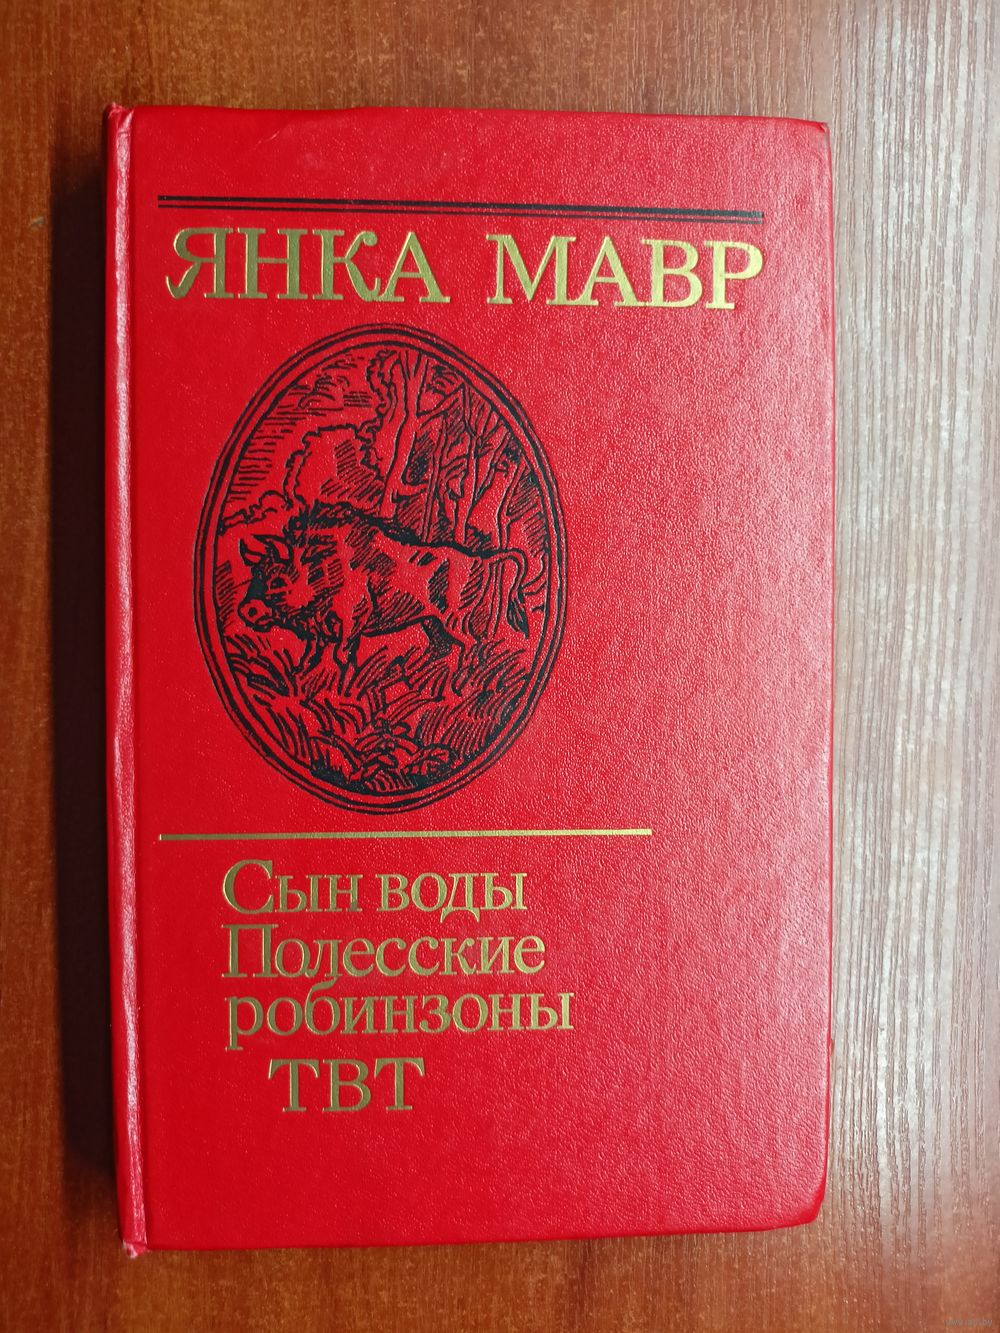 ЯНКА МАВР
Сын воды
Полесские
робинзоны
ТВТ